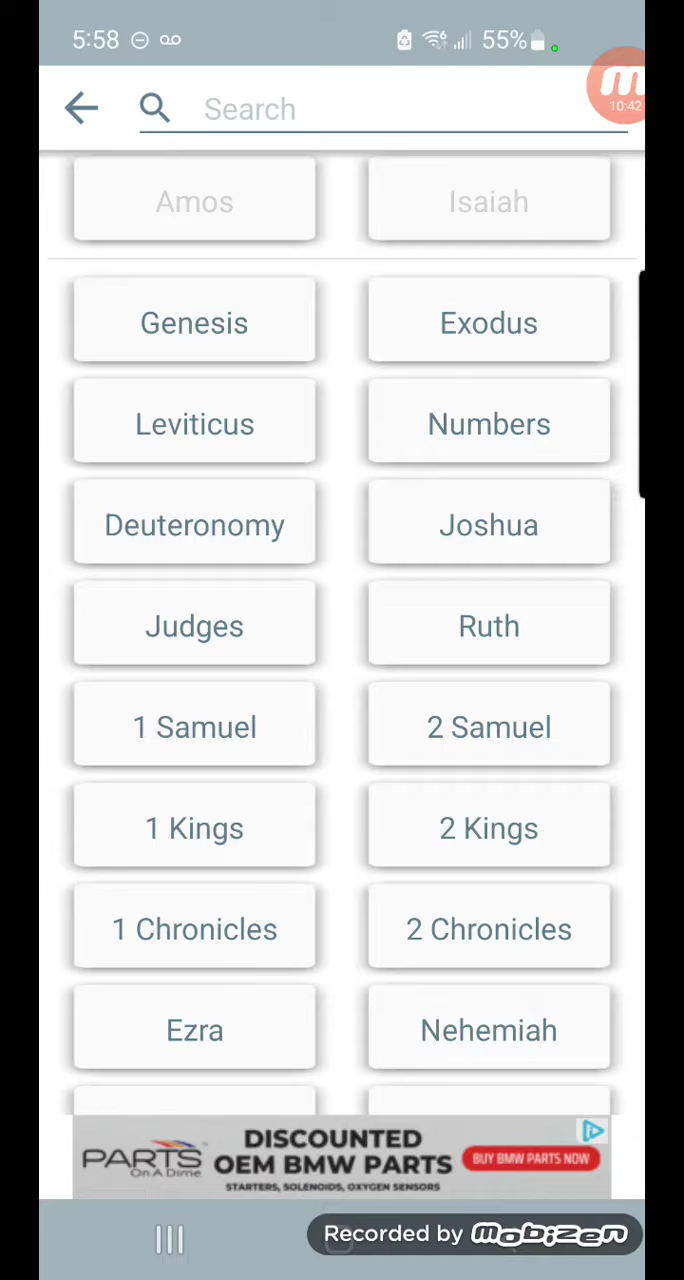 5:58
55%
10:42
Search
Amos
Isaiah
Genesis
Exodus
Leviticus
Numbers
Deuteronomy
Joshua
Judges
Ruth
1 Samuel
2 Samuel
1 Kings
2 Kings
1 Chronicles
2 Chronicles
Ezra
Nehemiah
PARTS
On A Dime
DISCOUNTED
OEM BMW PARTS
STARTERS, SOLENOIDS, OXYGEN SENSORS
BUY BMW PARTS NOW
Recorded by Mobizen